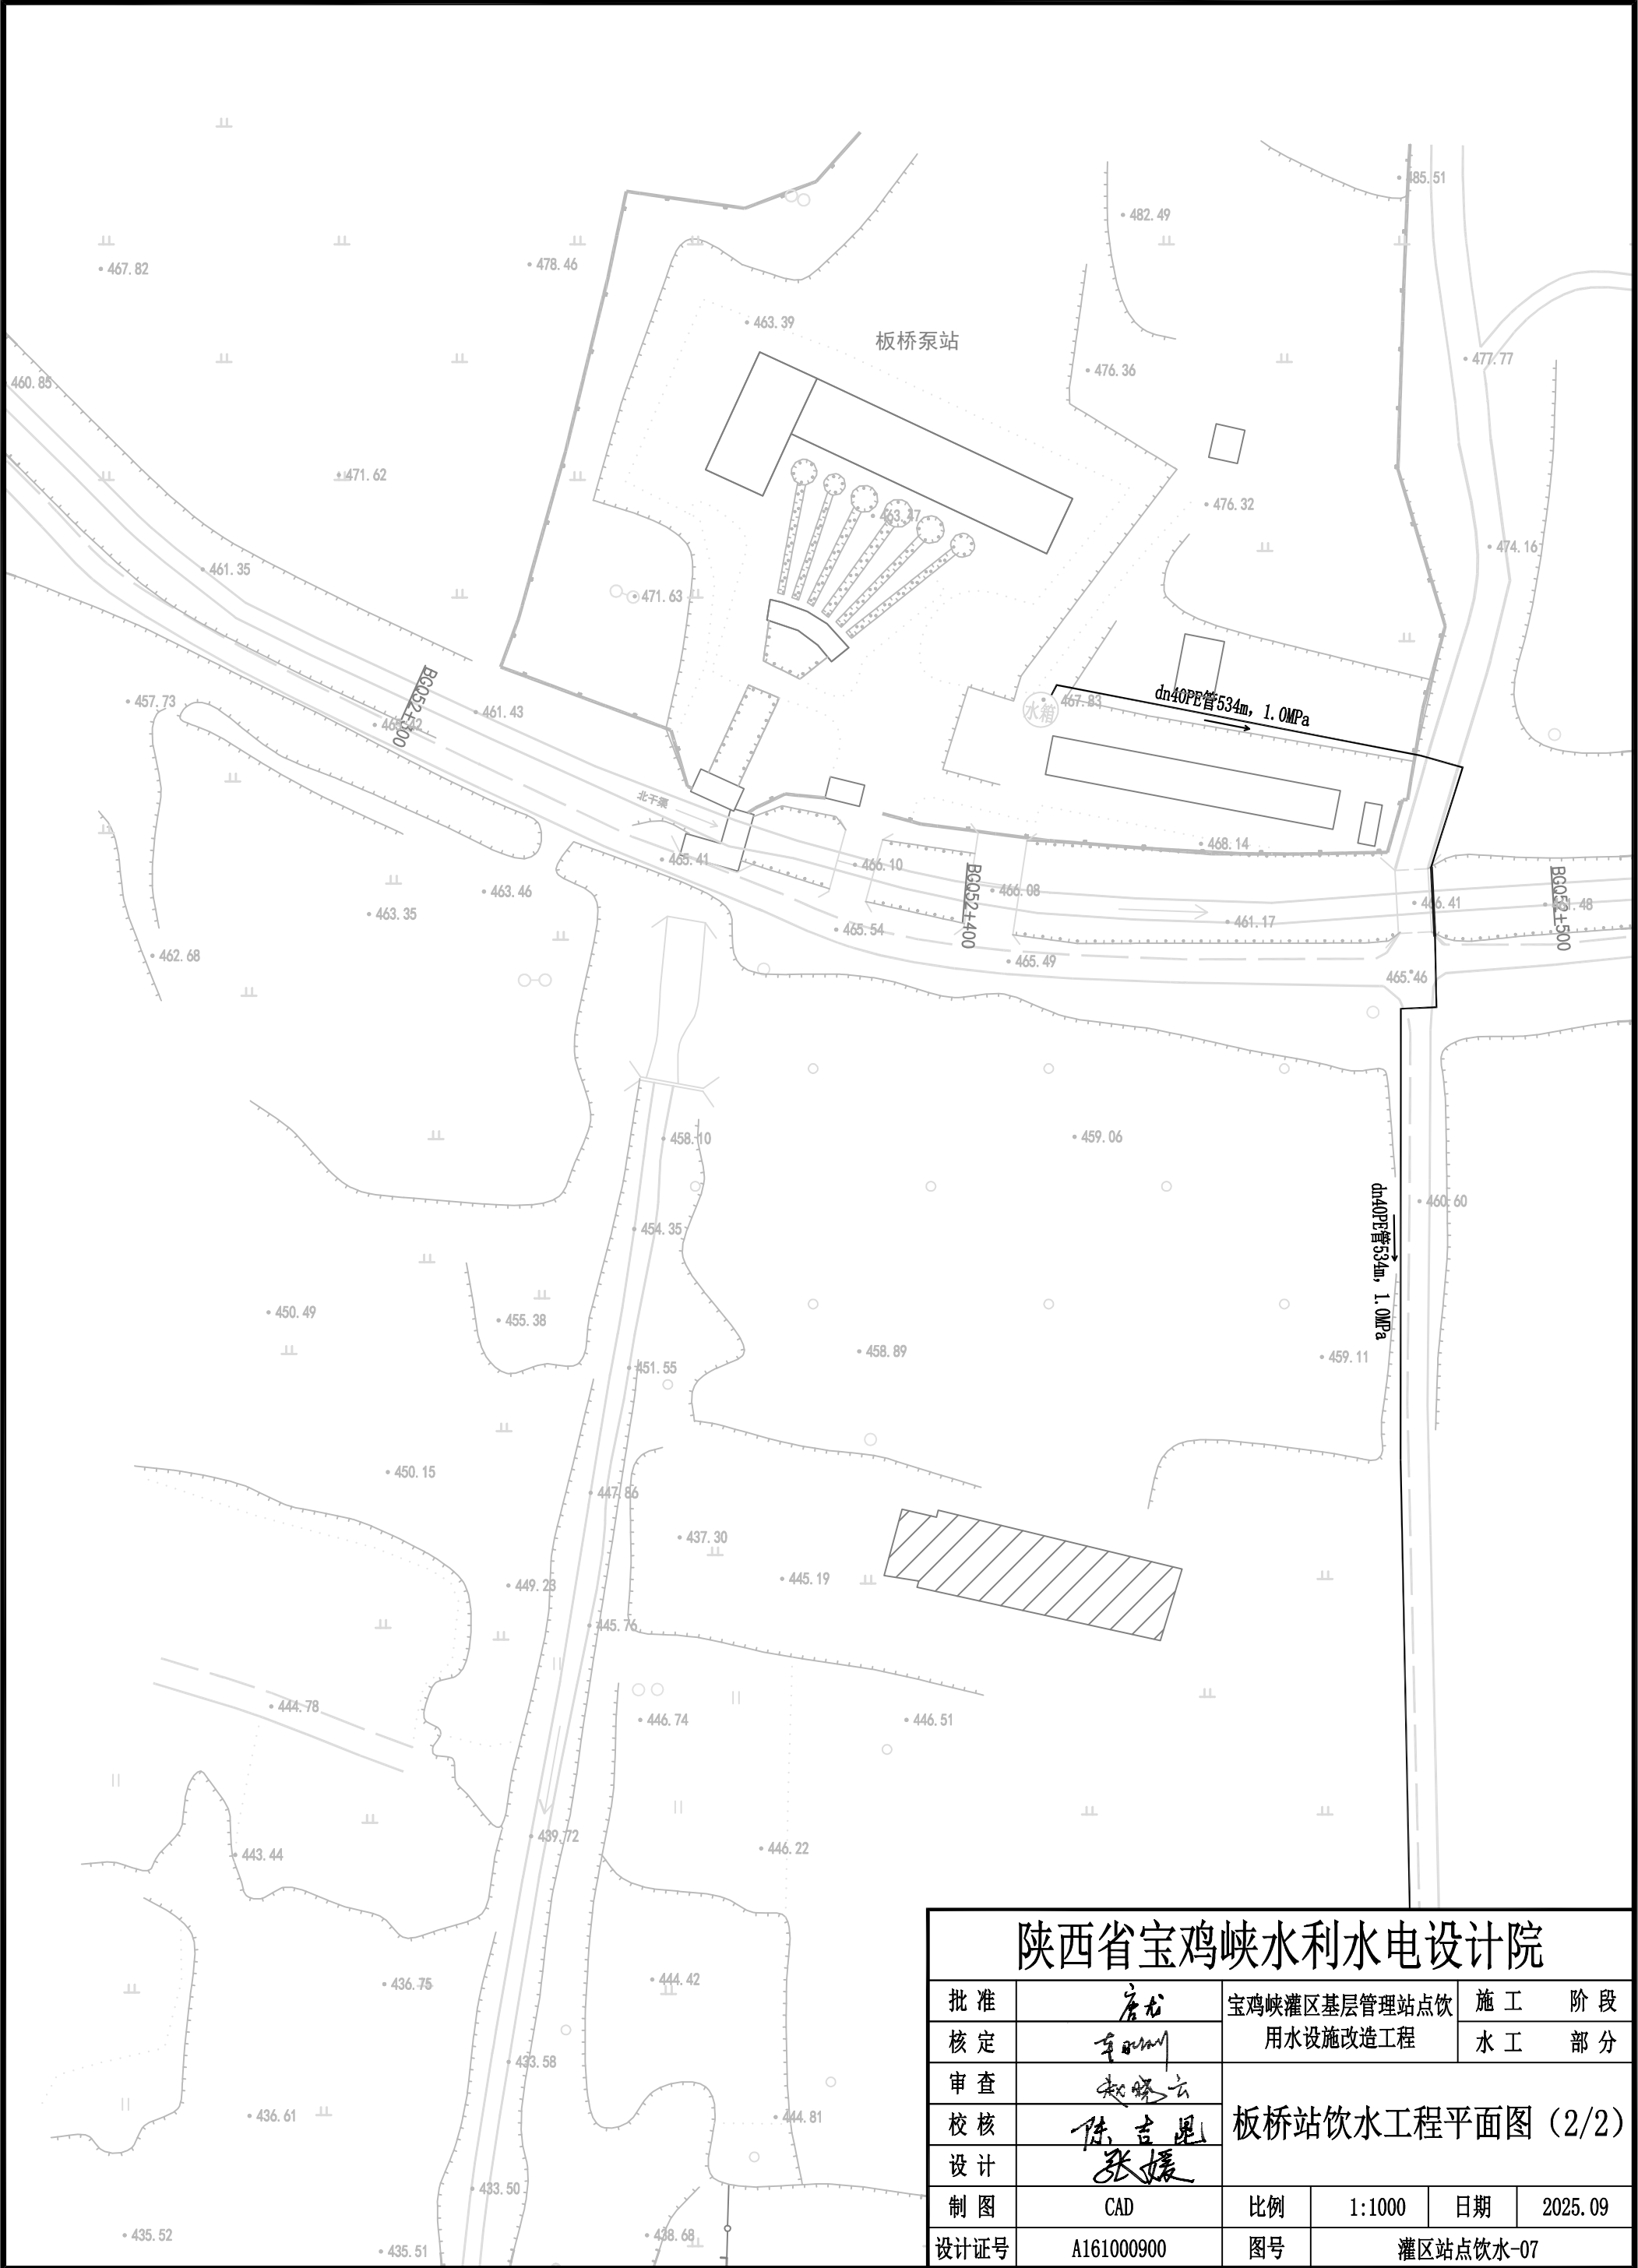 485.51
482.49
467.82
478.46
463.39
板桥泵站
477.77
476.36
460.85
471.62
476.32
463.47
474.16
461.35
471.63
457.73
BGQ52+300
461.43
水箱
467.83
dn40PE管534m, 1.0MPa
北干渠
468.14
465.41
466.10
463.46
463.35
BGQ52+400
466.08
466.41
BGQ52+500
461.17
465.54
462.68
465.49
465.46
458.10
459.06
454.35
460.60
dn40PE管534m, 1.0MPa
450.49
455.38
458.89
459.11
451.55
450.15
447.86
437.30
445.19
449.23
445.76
444.78
446.74
446.51
439.72
446.22
443.44
436.75
444.42
433.58
436.61
444.81
433.50
435.52
438.68
435.51
陕西省宝鸡峡水利水电设计院
批 准
宝鸡峡灌区基层管理站点饮
用水设施改造工程
施 工 阶 段
核 定
水 工 部 分
审 查 赵晓云
校 核 陈吉昆
板桥站饮水工程平面图（2/2）
设 计 张媛
制 图 CAD 比例 1:1000 日期 2025.09
设计证号 A161000900 图号 灌区站点饮水-07